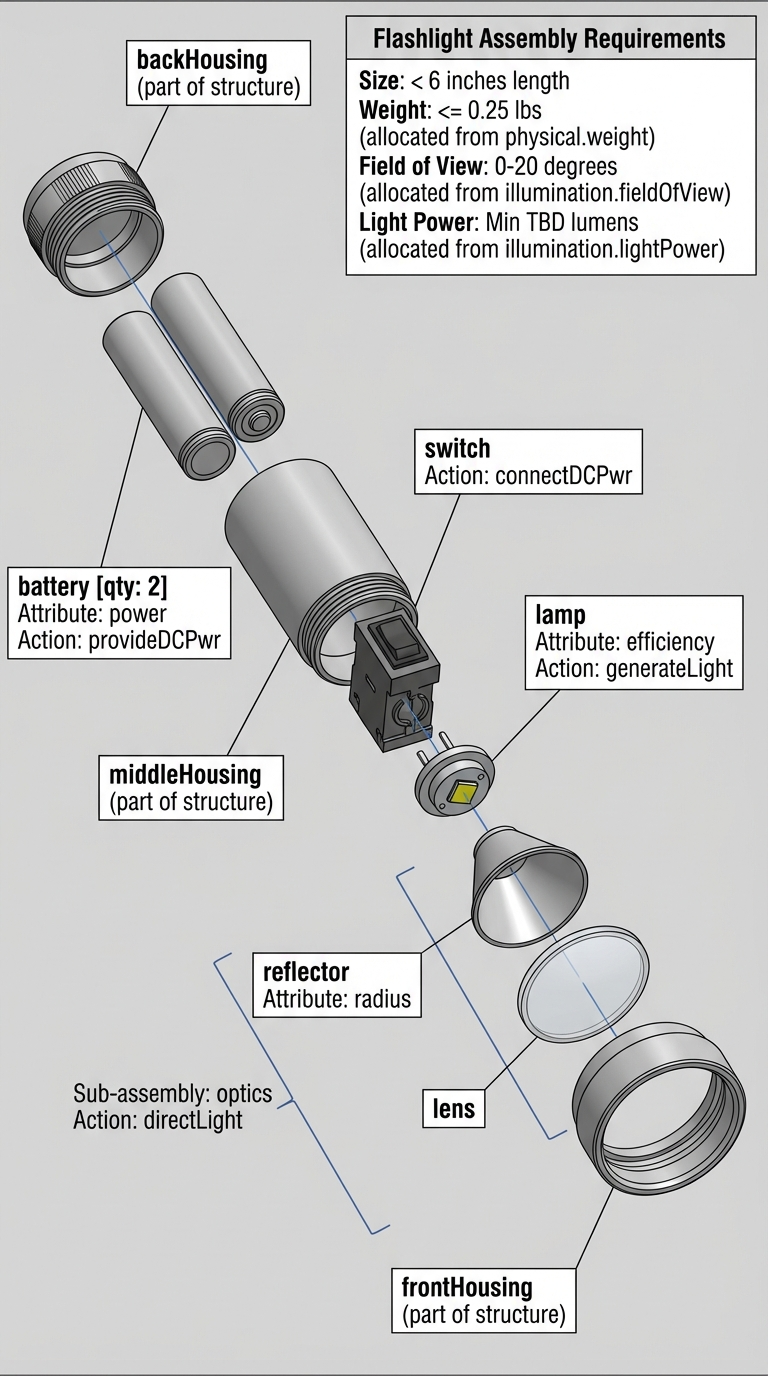 backHousing
(part of structure)
Flashlight Assembly Requirements
Size: < 6 inches length
Weight: <= 0.25 lbs
(allocated from physical.weight)
Field of View: 0-20 degrees
(allocated from illumination.fieldOfView)
Light Power: Min TBD lumens
(allocated from illumination.lightPower)
switch
Action: connectDCPwr
battery [qty: 2]
Attribute: power
Action: provideDCPwr
lamp
Attribute: efficiency
Action: generateLight
middleHousing
(part of structure)
reflector
Attribute: radius
Sub-assembly: optics
Action: directLight
lens
frontHousing
(part of structure)